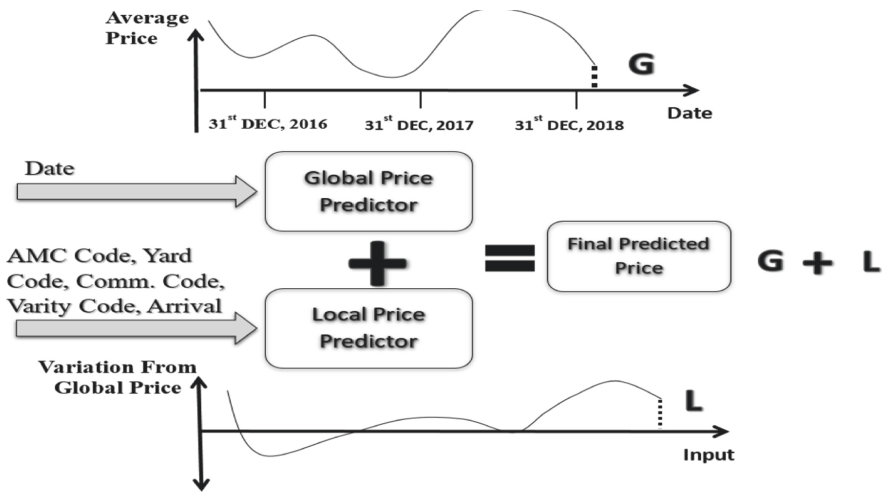 Average
Price
G
31st DEC, 2016
31st DEC, 2017
31st DEC, 2018
Date
Date
Global Price
Predictor
AMC Code, Yard
Code, Comm. Code,
Varity Code, Arrival
+
=
Final Predicted
Price
G + L
Local Price
Predictor
Variation From
Global Price
L
Input